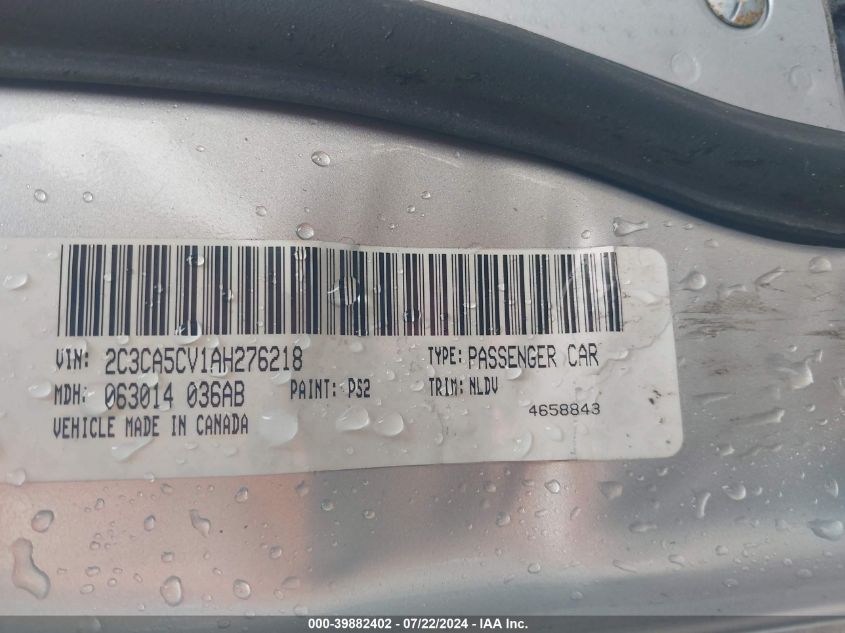 VIN: 2C3CA5CV1AH276218 TYPE: PASSENGER CAR
MDH: 063014 036AB PAINT: PS2 TRIM: NLDV
VEHICLE MADE IN CANADA 4658843
000-39882402 - 07/22/2024 - IAA Inc.